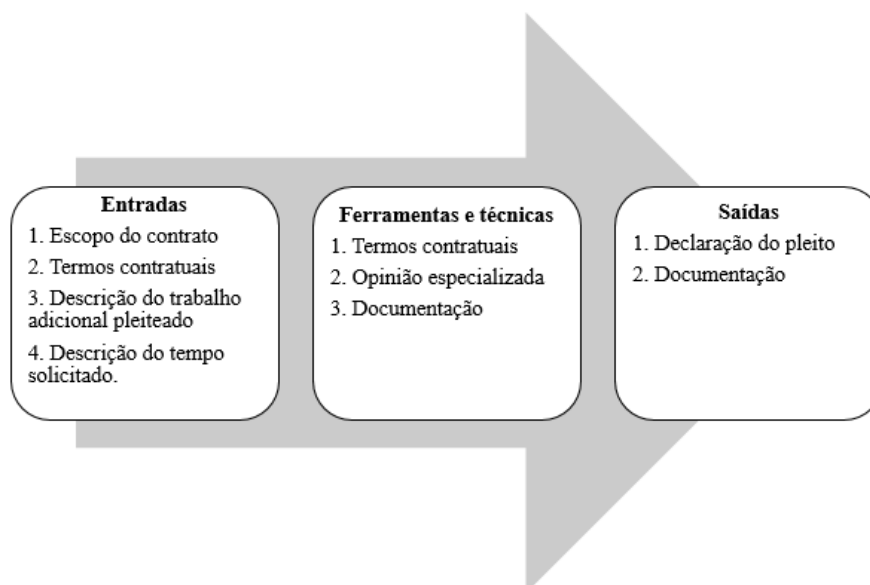 Entradas
1. Escopo do contrato
2. Termos contratuais
3. Descrição do trabalho
adicional pleiteado
4. Descrição do tempo
solicitado.
Ferramentas e técnicas
1. Termos contratuais
2. Opinião especializada
3. Documentação
Saídas
1. Declaração do pleito
2. Documentação